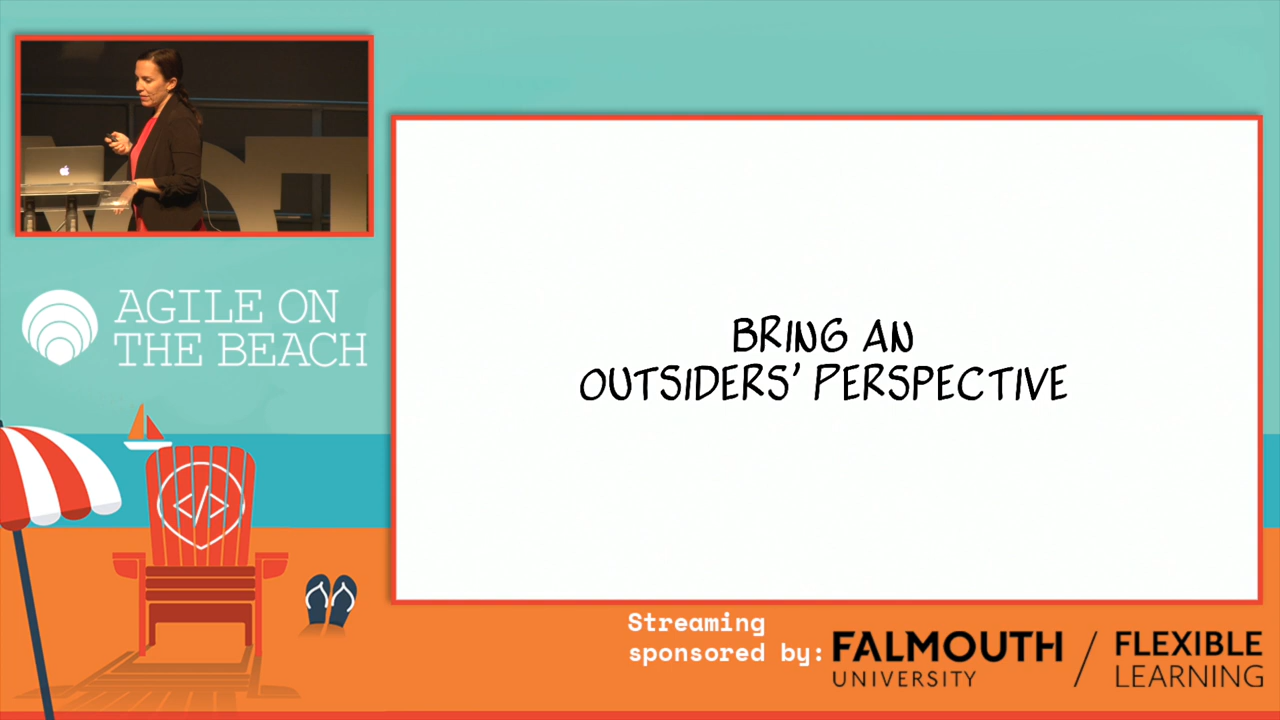 AGILE ON
THE BEACH
</>
BRING AN
OUTSIDERS' PERSPECTIVE
Streaming
sponsored by:
FALMOUTH
UNIVERSITY
/
FLEXIBLE
LEARNING